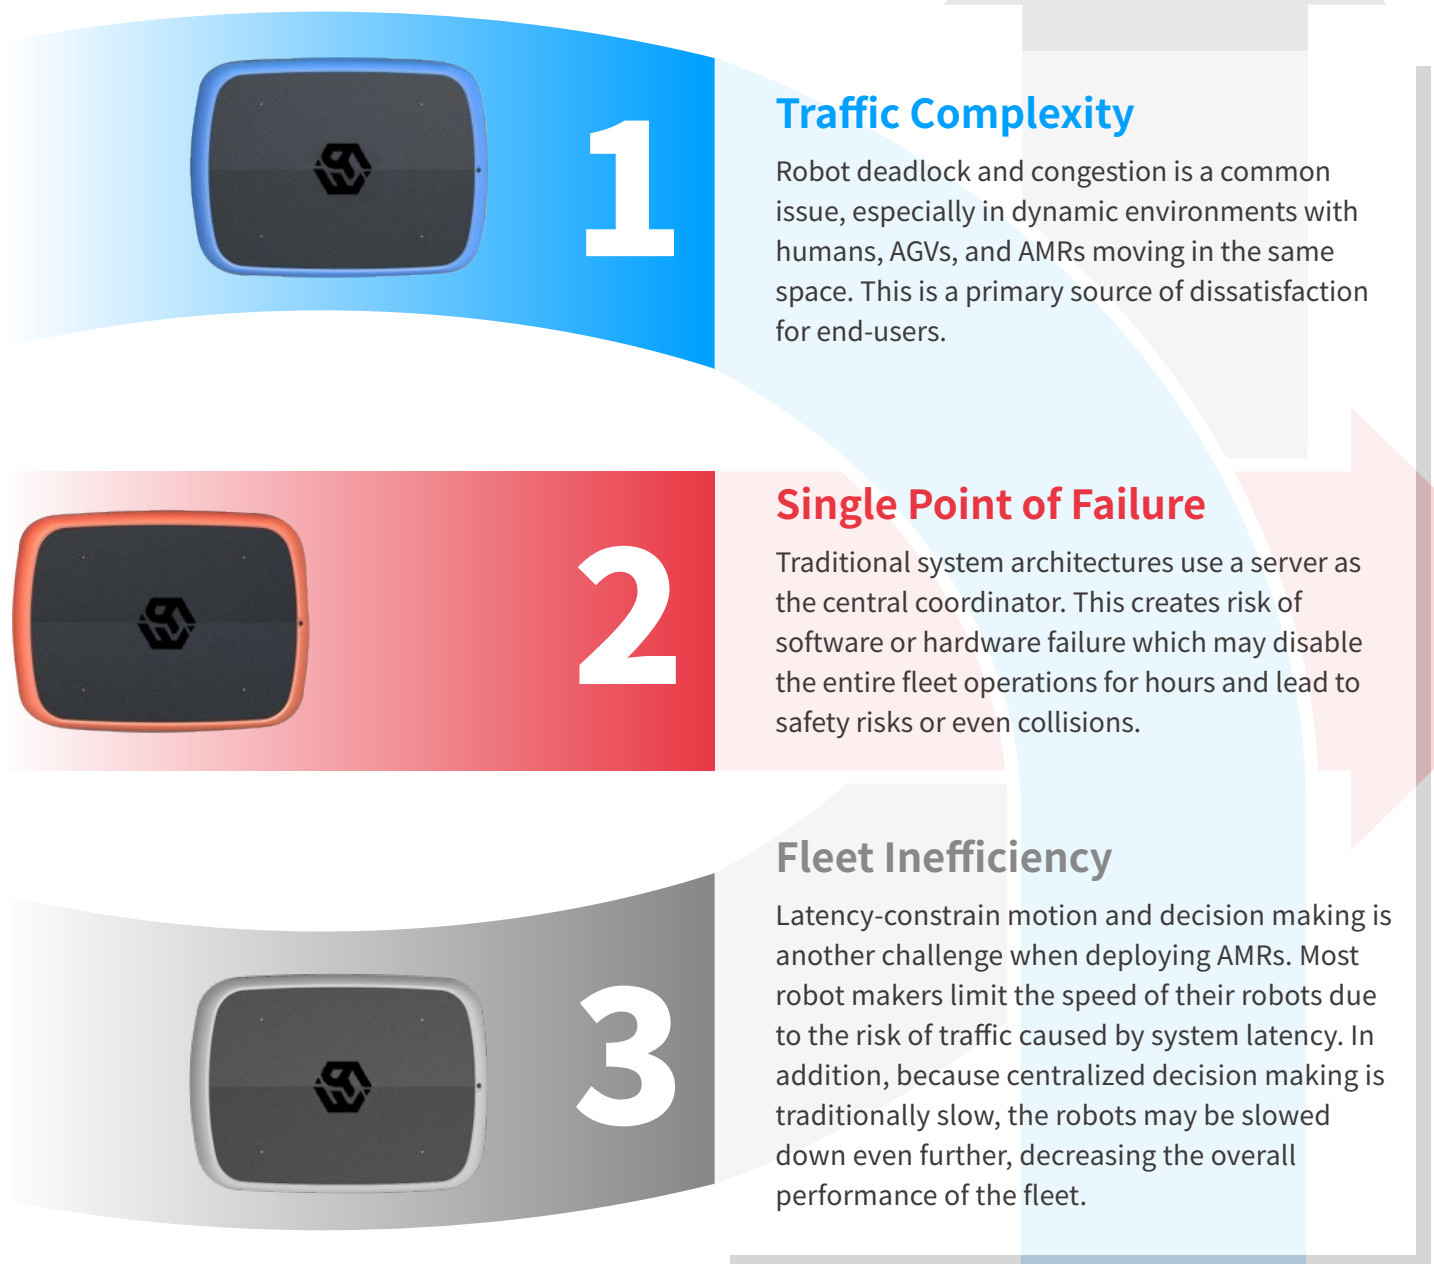 1
Traffic Complexity
Robot deadlock and congestion is a common
issue, especially in dynamic environments with
humans, AGVs, and AMRs moving in the same
space. This is a primary source of dissatisfaction
for end-users.
2
Single Point of Failure
Traditional system architectures use a server as
the central coordinator. This creates risk of
software or hardware failure which may disable
the entire fleet operations for hours and lead to
safety risks or even collisions.
3
Fleet Inefficiency
Latency-constrain motion and decision making is
another challenge when deploying AMRs. Most
robot makers limit the speed of their robots due
to the risk of traffic caused by system latency. In
addition, because centralized decision making is
traditionally slow, the robots may be slowed
down even further, decreasing the overall
performance of the fleet.